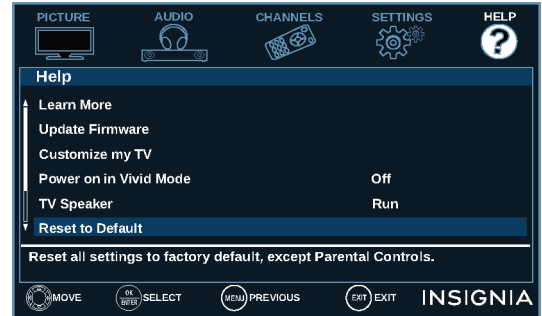 PICTURE AUDIO CHANNELS SETTINGS HELP
?
Help
Learn More
Update Firmware
Customize my TV
Power on in Vivid Mode Off
TV Speaker Run
Reset to Default
Reset all settings to factory default, except Parental Controls.
MOVE OK ENTER SELECT MENU PREVIOUS EXIT EXIT INSIGNIA